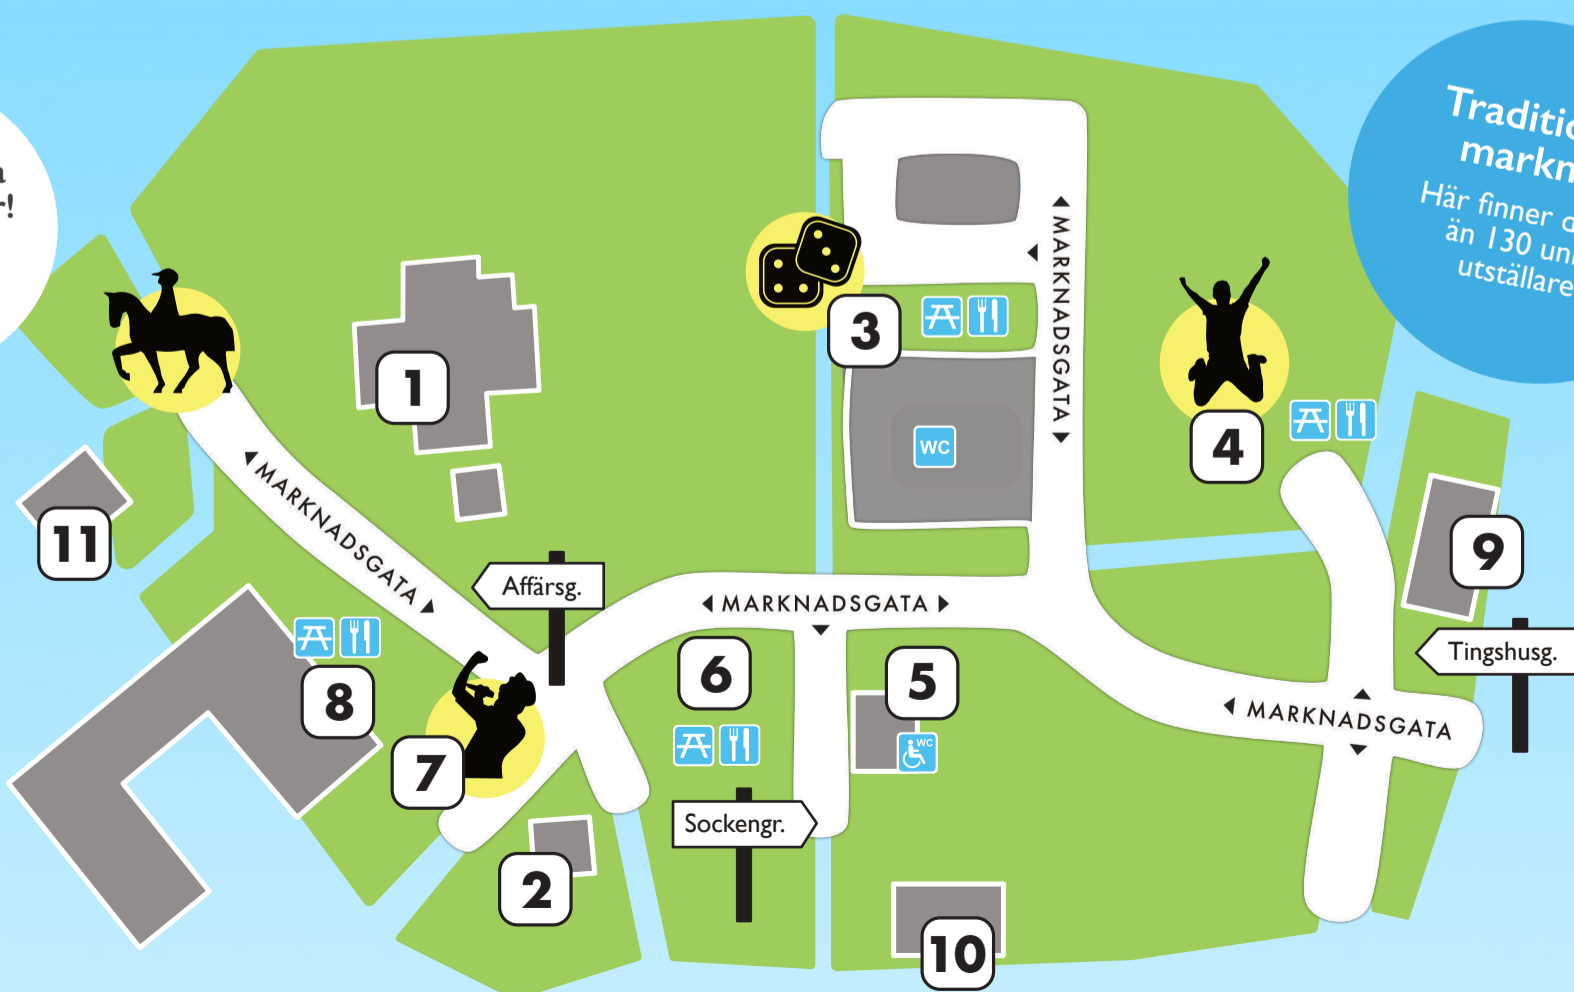 r!
Traditio
markn
Här finner d
än 130 uni
utställare
MARKNADSGATA
3
1
WC
4
MARKNADSGATA
11
9
Affärsg.
MARKNADSGATA
Tingshusg.
6
5
8
MARKNADSGATA
WC
7
Sockengr.
2
10